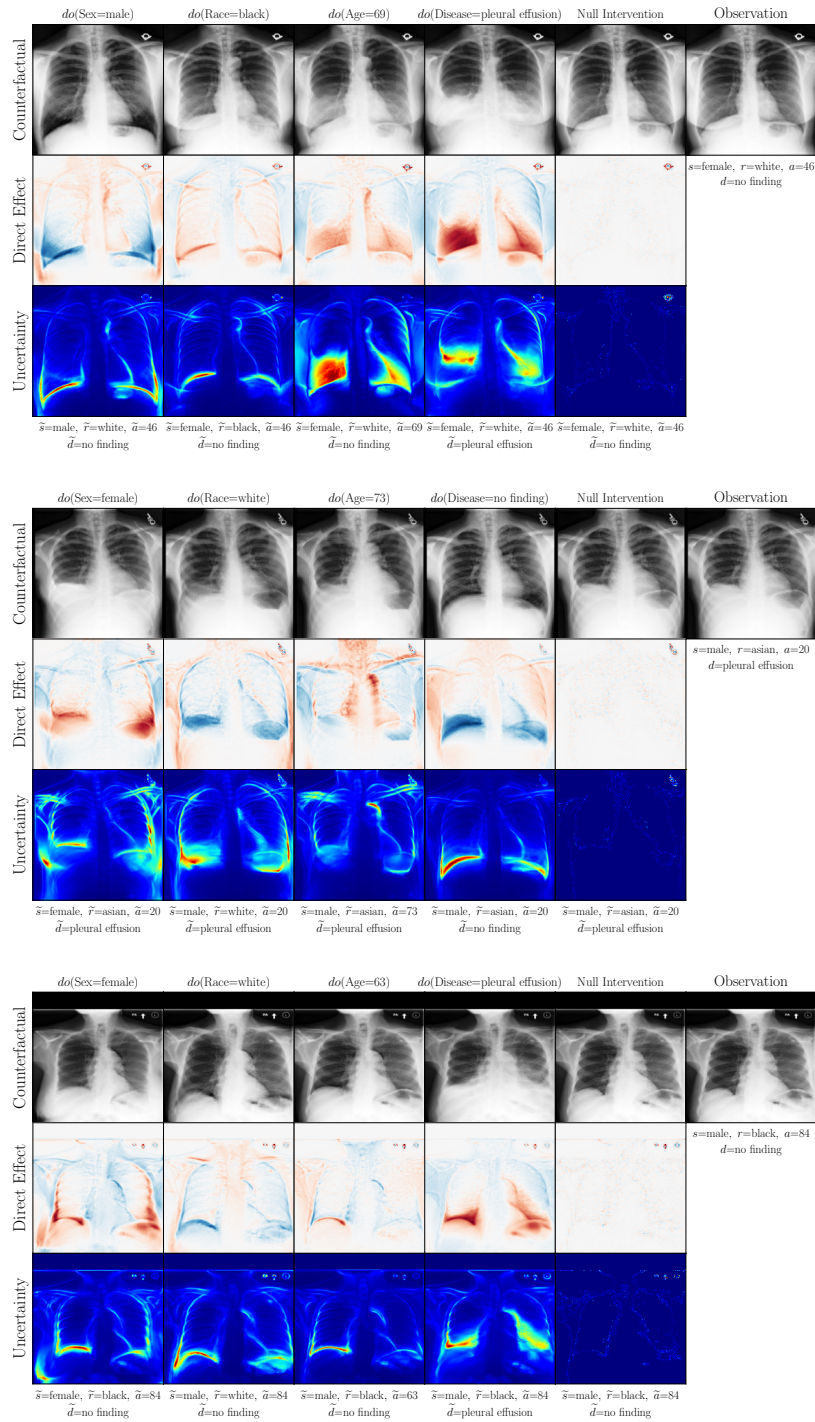 do(Sex=male) do(Race=black) do(Age=69) do(Disease=pleural effusion) Null Intervention Observation
Counterfactual
s=female, r=white, a=46
d=no finding
Direct Effect
Uncertainty
s̃=male, r̃=white, ã=46 s̃=female, r̃=black, ã=46 s̃=female, r̃=white, ã=69 s̃=female, r̃=white, ã=46 s̃=female, r̃=white, ã=46
d̃=no finding d̃=no finding d̃=no finding d̃=pleural effusion d̃=no finding
do(Sex=female) do(Race=white) do(Age=73) do(Disease=no finding) Null Intervention Observation
Counterfactual
s=male, r=asian, a=20
d=pleural effusion
Direct Effect
Uncertainty
s̃=female, r̃=asian, ã=20 s̃=male, r̃=white, ã=20 s̃=male, r̃=asian, ã=73 s̃=male, r̃=asian, ã=20 s̃=male, r̃=asian, ã=20
d̃=pleural effusion d̃=pleural effusion d̃=pleural effusion d̃=no finding d̃=pleural effusion
do(Sex=female) do(Race=white) do(Age=63) do(Disease=pleural effusion) Null Intervention Observation
Counterfactual
s=male, r=black, a=84
d=no finding
Direct Effect
Uncertainty
s̃=female, r̃=black, ã=84 s̃=male, r̃=white, ã=84 s̃=male, r̃=black, ã=63 s̃=male, r̃=black, ã=84 s̃=male, r̃=black, ã=84
d̃=no finding d̃=no finding d̃=no finding d̃=pleural effusion d̃=no finding